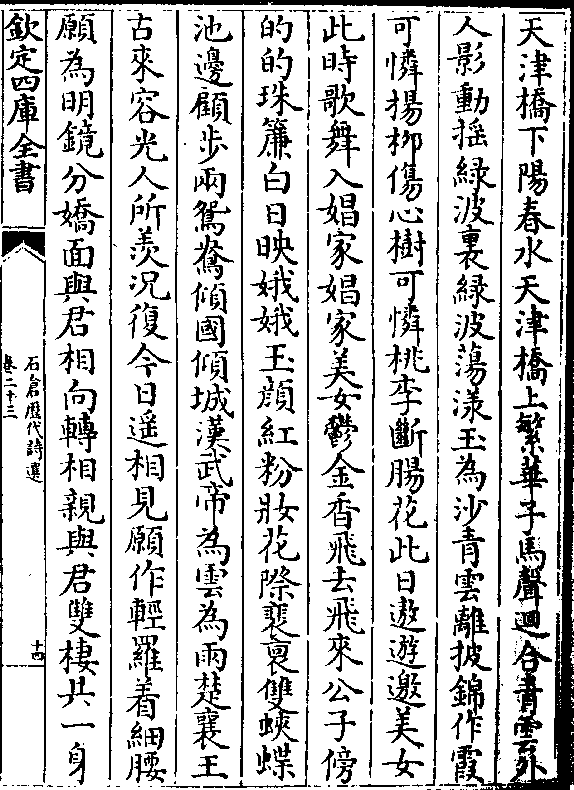 天津橋下陽春水天津橋上繁華子馬聲廻合青雲外
人影動揺緑波裏緑波蕩漾玉為沙青雲離披錦作霞
可憐揚柳傷心樹可憐桃李斷腸花此日遨遊邀美女
此時歌舞入娼家娼家美女鬱金香飛去飛來公子傍
的的珠簾白日映娥娥玉顔紅粉妝花際裴裛雙蛺蝶
池邊顧步兩鴛鴦傾國傾城漢武帝為雲為雨楚襄王
古來容光人所羨況復今日遥相見願作輕羅着細腰
願為明鏡分嬌面與君相向轉相親與君雙棲共一身
欽定四庫全書
石倉歴代詩選
卷二十三
十四